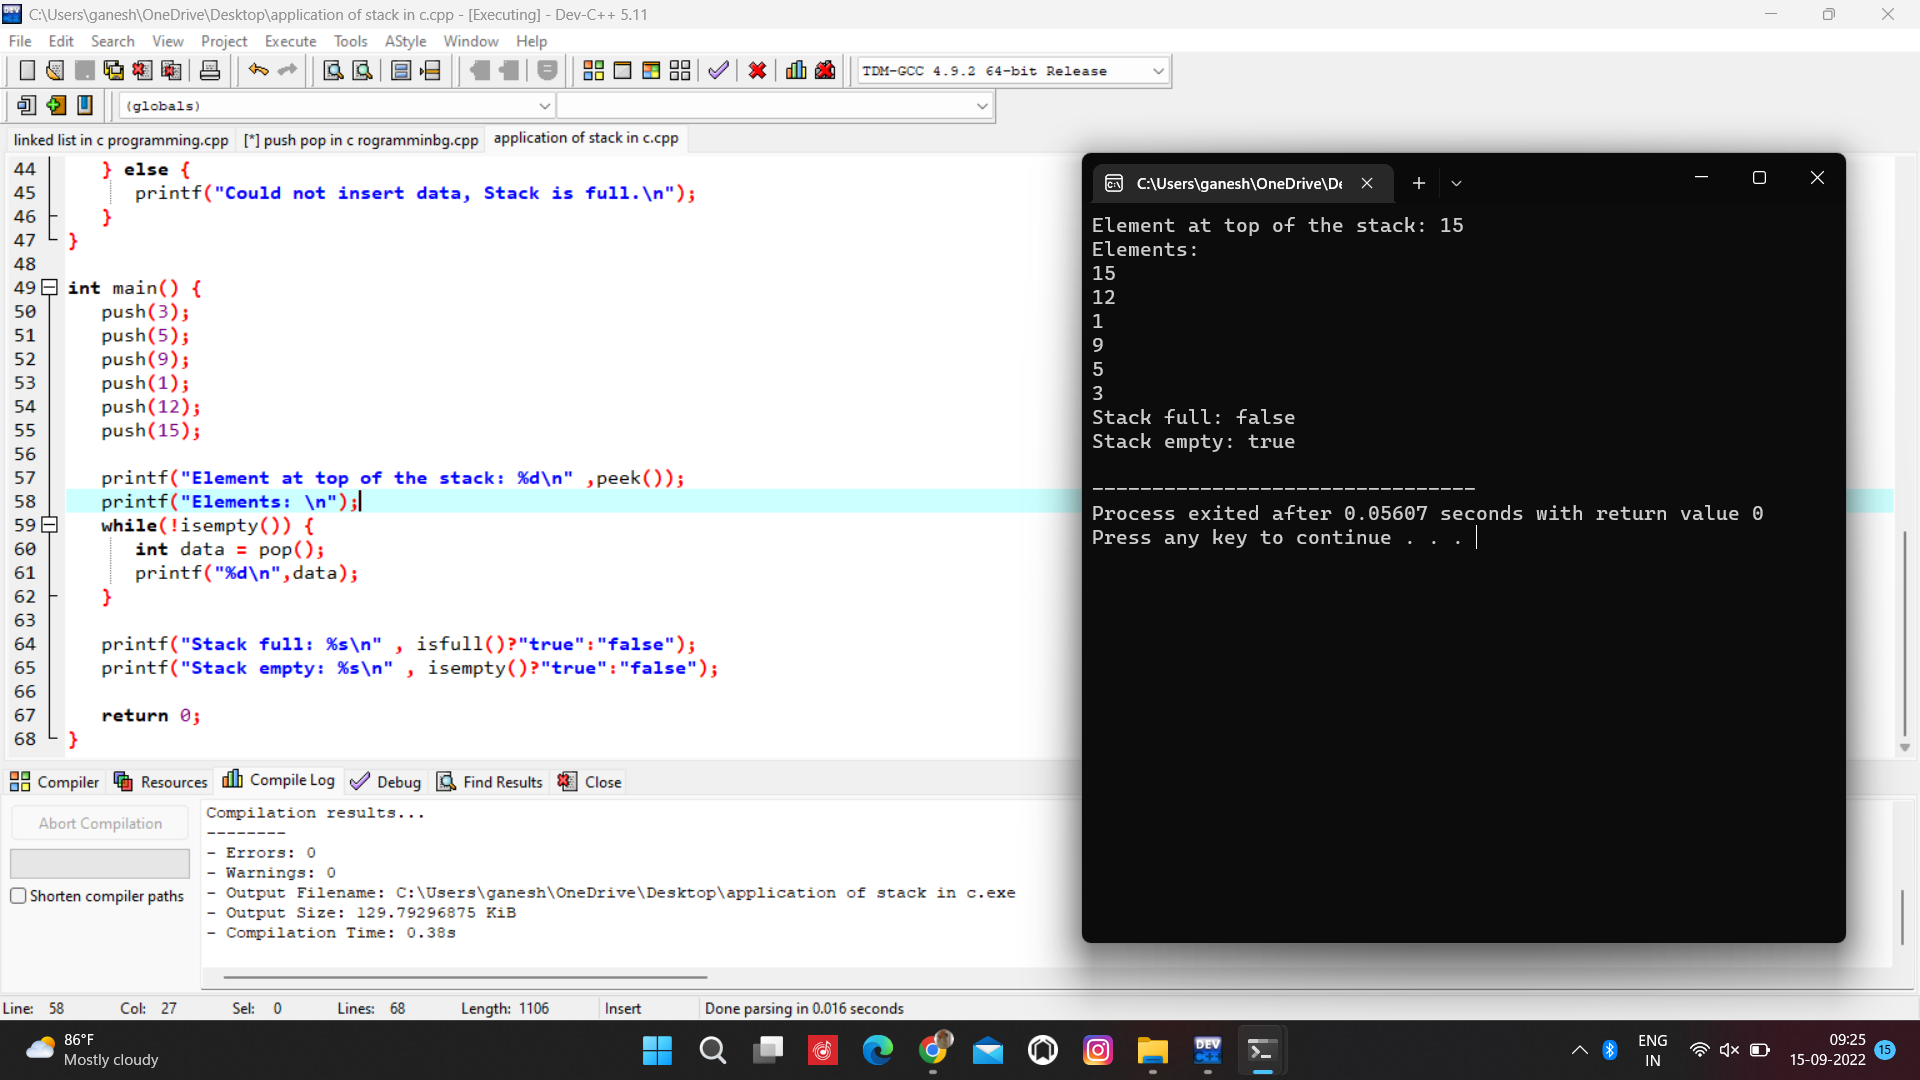 C:\Users\ganesh\OneDrive\Desktop\application of stack in c.cpp - [Executing] - Dev-C++ 5.11
File Edit Search View Project Execute Tools AStyle Window Help
TDM-GCC 4.9.2 64-bit Release
(globals)
linked list in c programming.cpp [*] push pop in c rogramminbg.cpp application of stack in c.cpp
44 } else {
45 printf("Could not insert data, Stack is full.\n");
46 }
47 }
48
49 int main() {
50 push(3);
51 push(5);
52 push(9);
53 push(1);
54 push(12);
55 push(15);
56
57 printf("Element at top of the stack: %d\n" ,peek());
58 printf("Elements: \n");
59 while(!isempty()) {
60 int data = pop();
61 printf("%d\n",data);
62 }
63
64 printf("Stack full: %s\n" , isfull()?"true":"false");
65 printf("Stack empty: %s\n" , isempty()?"true":"false");
66
67 return 0;
68 }
C:\Users\ganesh\OneDrive\De
Element at top of the stack: 15
Elements:
15
12
1
9
5
3
Stack full: false
Stack empty: true
--------------------------------
Process exited after 0.05607 seconds with return value 0
Press any key to continue . . .
Compiler Resources Compile Log Debug Find Results Close
Abort Compilation
Shorten compiler paths
Compilation results...
--------
- Errors: 0
- Warnings: 0
- Output Filename: C:\Users\ganesh\OneDrive\Desktop\application of stack in c.exe
- Output Size: 129.79296875 KiB
- Compilation Time: 0.38s
Line: 58 Col: 27 Sel: 0 Lines: 68 Length: 1106 Insert Done parsing in 0.016 seconds
86°F
Mostly cloudy
DEV
C++
ENG
IN
09:25
15-09-2022
15